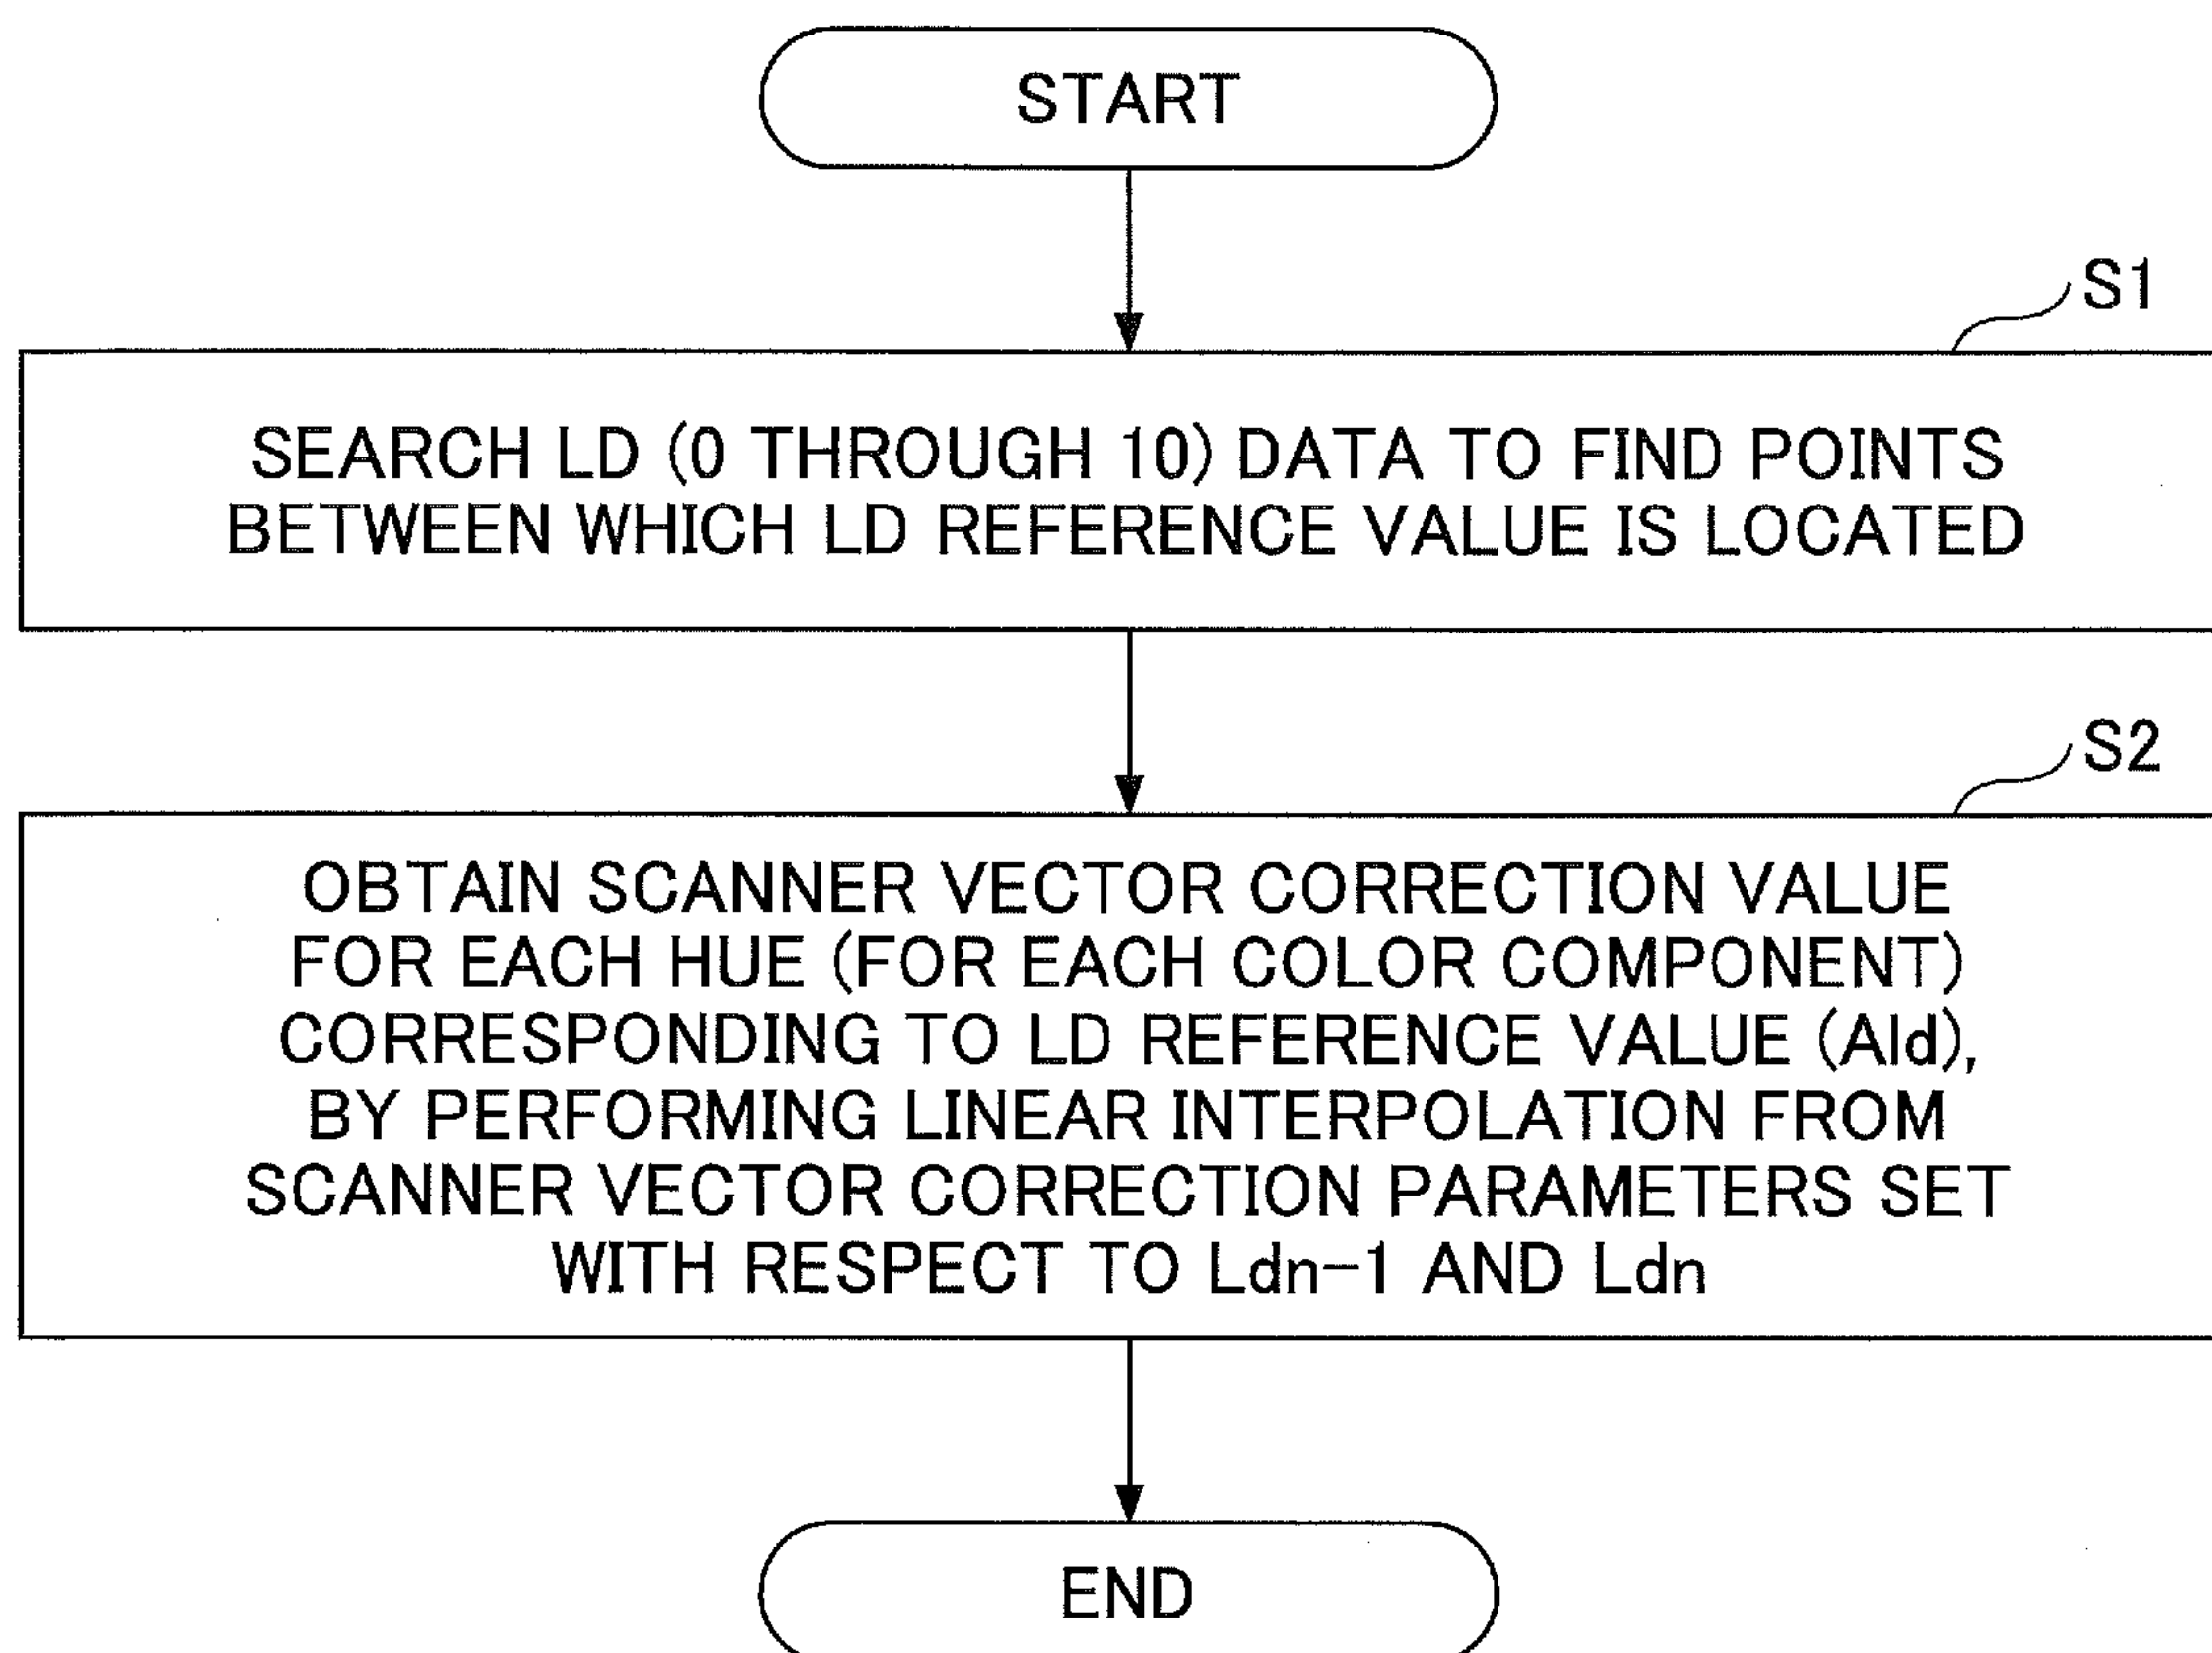 START
S1
SEARCH LD (0 THROUGH 10) DATA TO FIND POINTS
BETWEEN WHICH LD REFERENCE VALUE IS LOCATED
S2
OBTAIN SCANNER VECTOR CORRECTION VALUE
FOR EACH HUE (FOR EACH COLOR COMPONENT)
CORRESPONDING TO LD REFERENCE VALUE (Ald),
BY PERFORMING LINEAR INTERPOLATION FROM
SCANNER VECTOR CORRECTION PARAMETERS SET
WITH RESPECT TO Ldn-1 AND Ldn
END